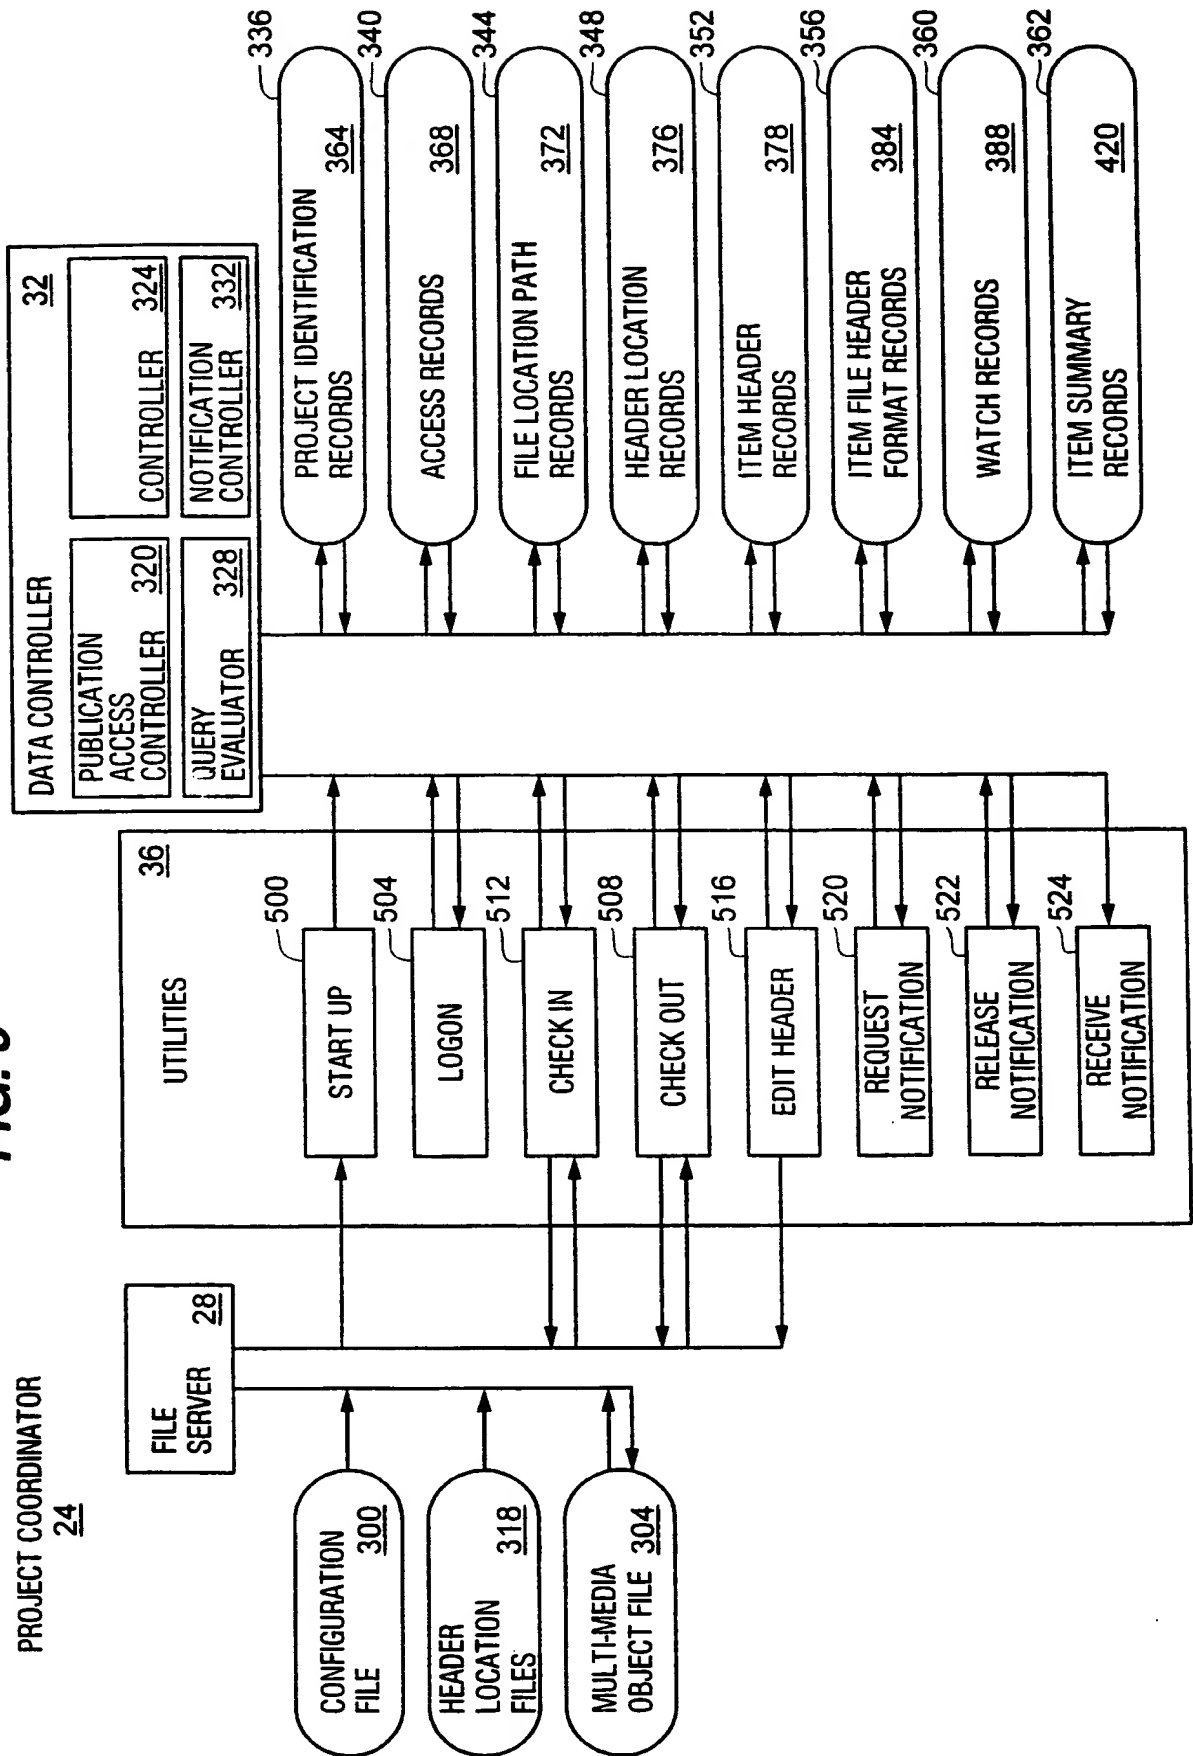 PROJECT COORDINATOR
24
FILE
SERVER 28
CONFIGURATION
FILE 300
HEADER
LOCATION
FILES 318
MULTI-MEDIA
OBJECT FILE 304
UTILITIES 36
500
START UP
504
LOGON
512
CHECK IN
508
CHECK OUT
516
EDIT HEADER
520
REQUEST
NOTIFICATION
522
RELEASE
NOTIFICATION
524
RECEIVE
NOTIFICATION
DATA CONTROLLER 32
PUBLICATION
ACCESS
CONTROLLER 320
CONTROLLER 324
QUERY
EVALUATOR 328
NOTIFICATION
CONTROLLER 332
336
PROJECT IDENTIFICATION
RECORDS 364
340
ACCESS RECORDS 368
344
FILE LOCATION PATH
RECORDS 372
348
HEADER LOCATION
RECORDS 376
352
ITEM HEADER
RECORDS 378
356
ITEM FILE HEADER
FORMAT RECORDS 384
360
WATCH RECORDS 388
362
ITEM SUMMARY
RECORDS 420